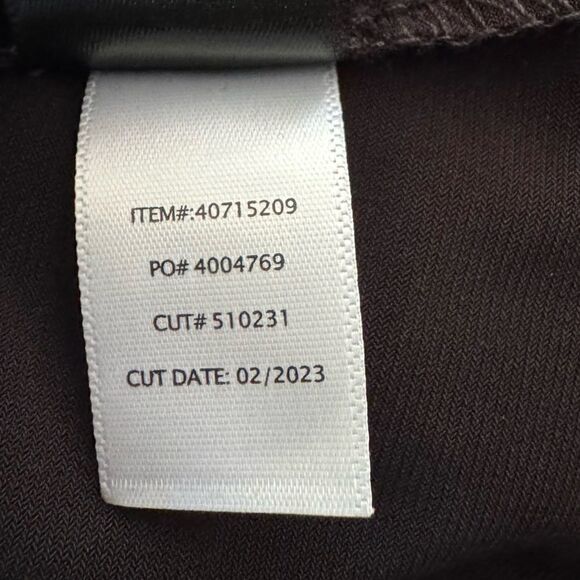 ITEM#:40715209
PO# 4004769
CUT# 510231
CUT DATE: 02/2023